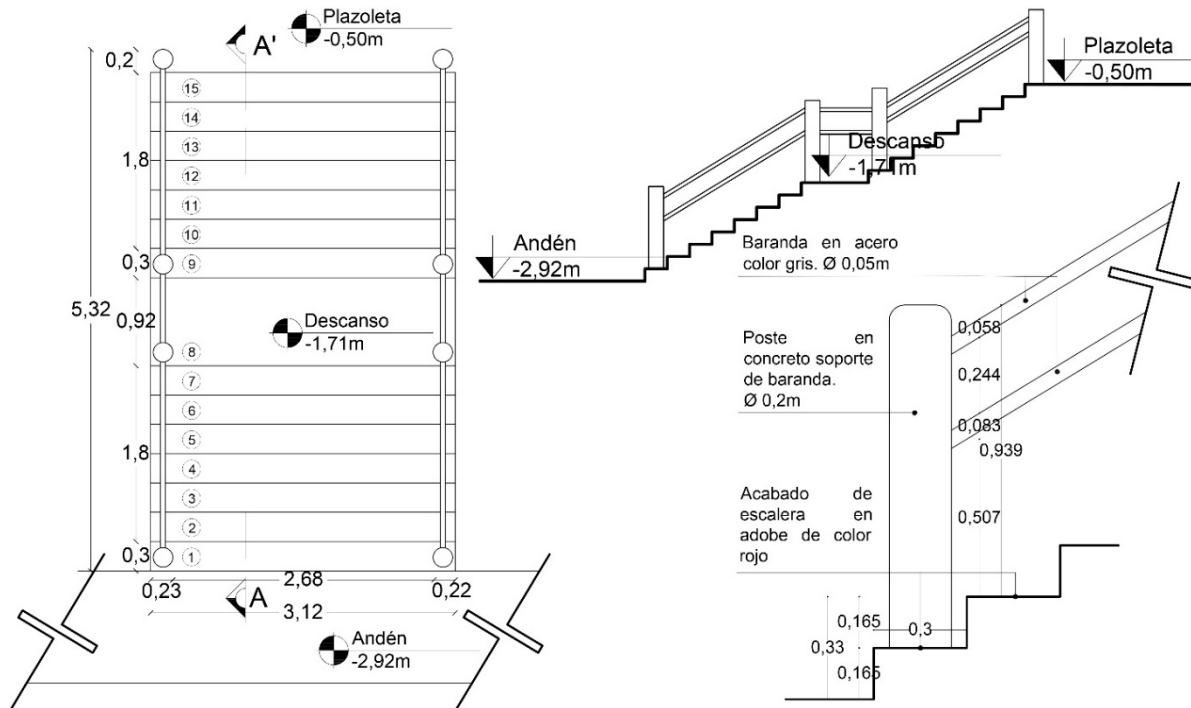 A'
Plazoleta
-0,50m
0,2
15
14
13
1,8
12
11
10
0,3
9
5,32
0,92
Descanso
-1,71m
8
7
6
5
1,8
4
3
2
0,3
1
0,23
2,68
0,22
A
3,12
Andén
-2,92m
Plazoleta
-0,50m
Descanso
-1,71m
Andén
-2,92m
Baranda en acero
color gris. Ø 0,05m
Poste en
concreto soporte
de baranda.
Ø 0,2m
Acabado de
escalera en
adobe de color
rojo
0,058
0,244
0,083
0,939
0,507
0,165
0,3
0,33
0,165